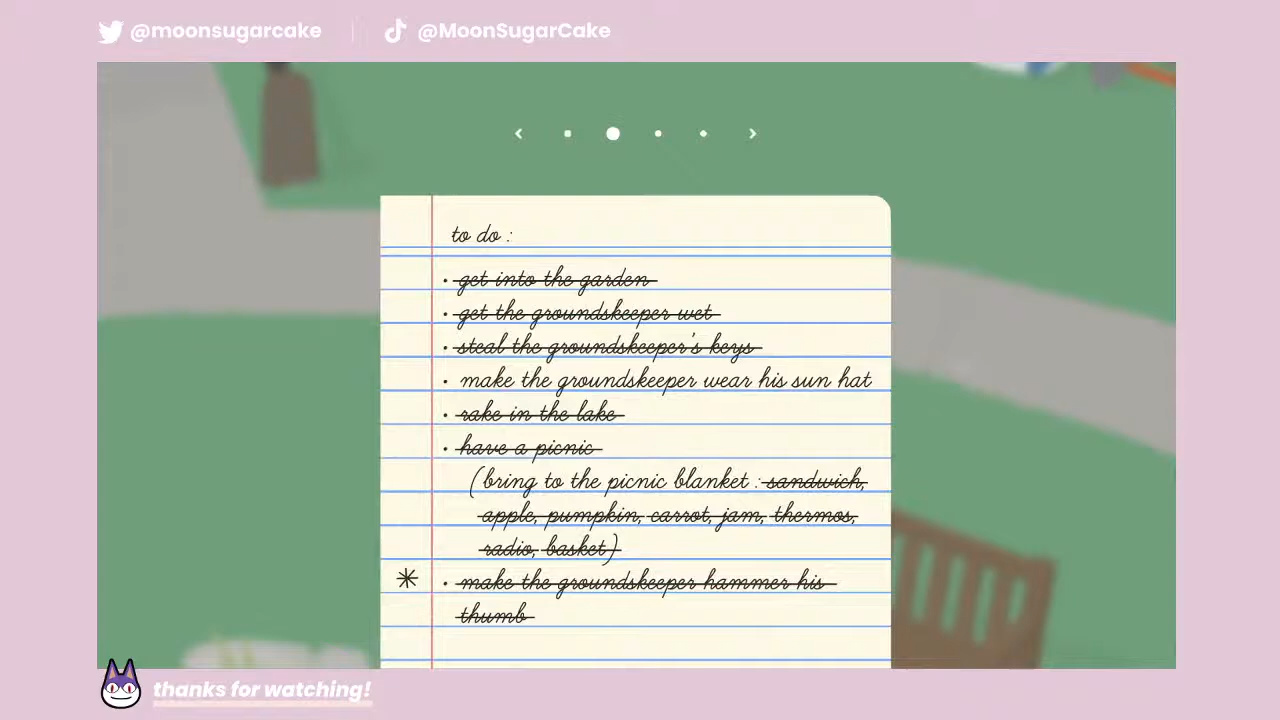 @moonsugarcake @MoonSugarCake
to do :
• get into the garden
• get the groundskeeper wet
• steal the groundskeeper's keys
• make the groundskeeper wear his sun hat
• rake in the lake
• have a picnic
(bring to the picnic blanket : sandwich,
apple, pumpkin, carrot, jam, thermos,
radio, basket)
• make the groundskeeper hammer his
thumb
thanks for watching!